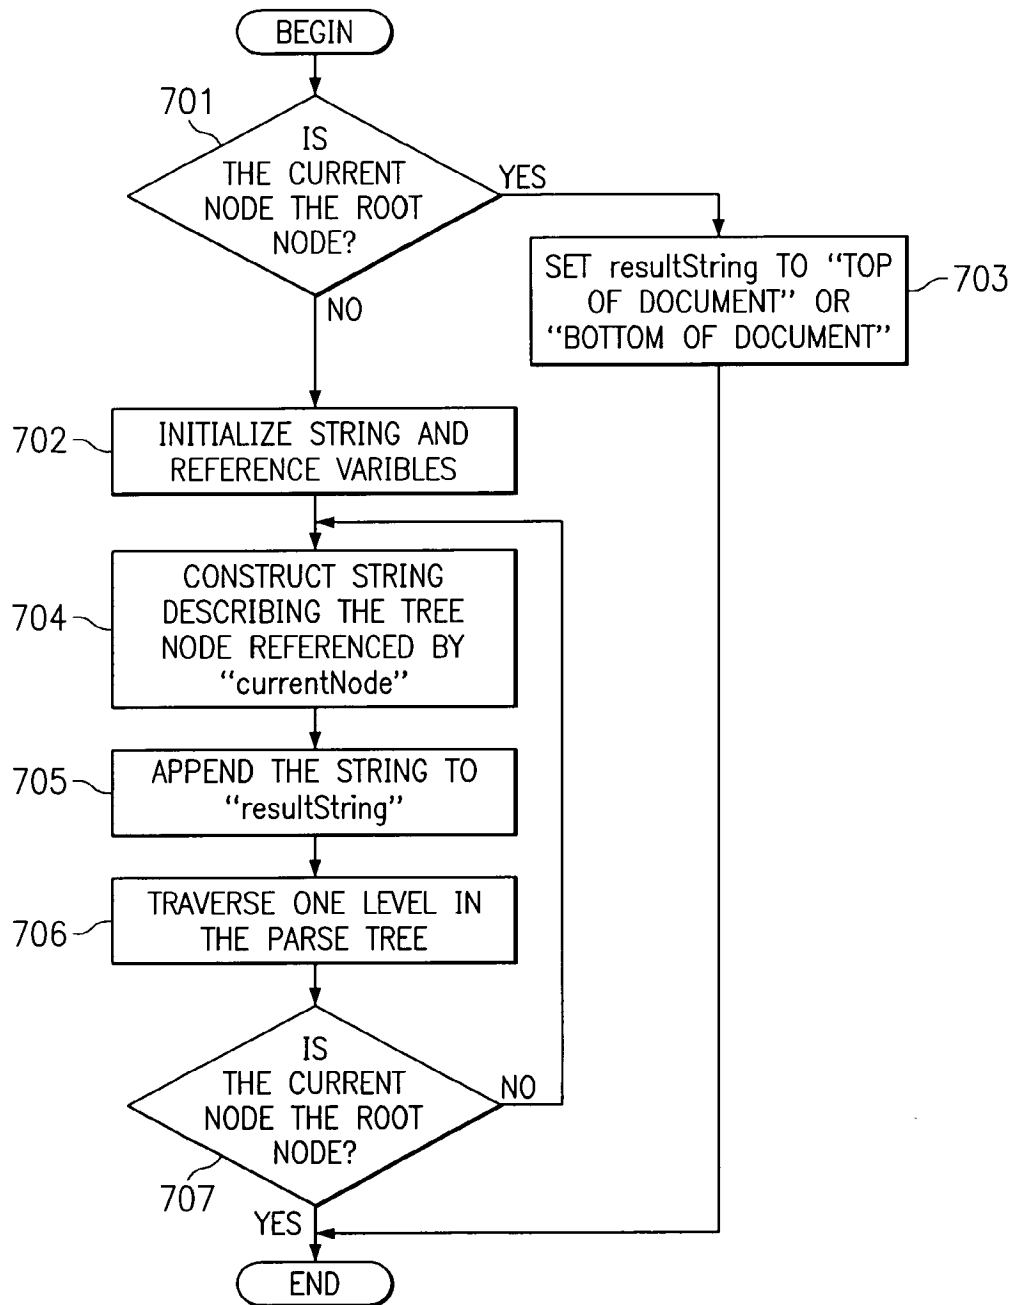 BEGIN
701
IS
THE CURRENT
NODE THE ROOT
NODE?
YES
NO
SET resultString TO "TOP
OF DOCUMENT" OR
"BOTTOM OF DOCUMENT"
703
702
INITIALIZE STRING AND
REFERENCE VARIBLES
704
CONSTRUCT STRING
DESCRIBING THE TREE
NODE REFERENCED BY
"currentNode"
705
APPEND THE STRING TO
"resultString"
706
TRAVERSE ONE LEVEL IN
THE PARSE TREE
IS
THE CURRENT
NODE THE ROOT
NODE?
NO
707
YES
END